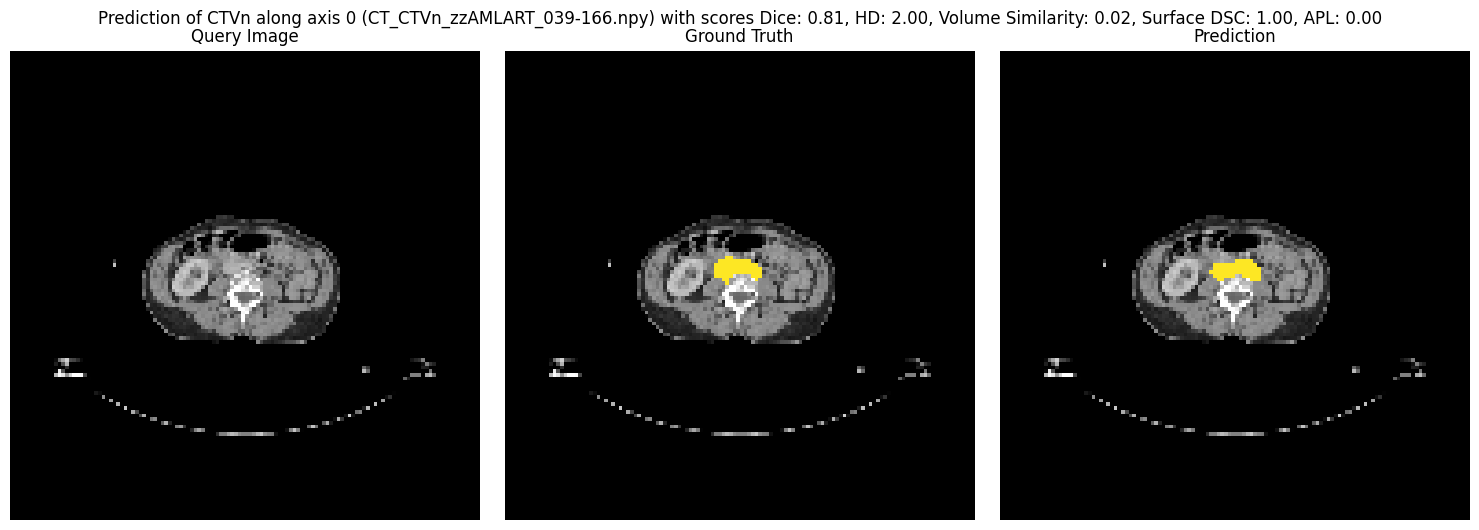 Prediction of CTVn along axis 0 (CT_CTVn_zzAMLART_039-166.npy) with scores Dice: 0.81, HD: 2.00, Volume Similarity: 0.02, Surface DSC: 1.00, APL: 0.00
Query Image
Ground Truth
Prediction